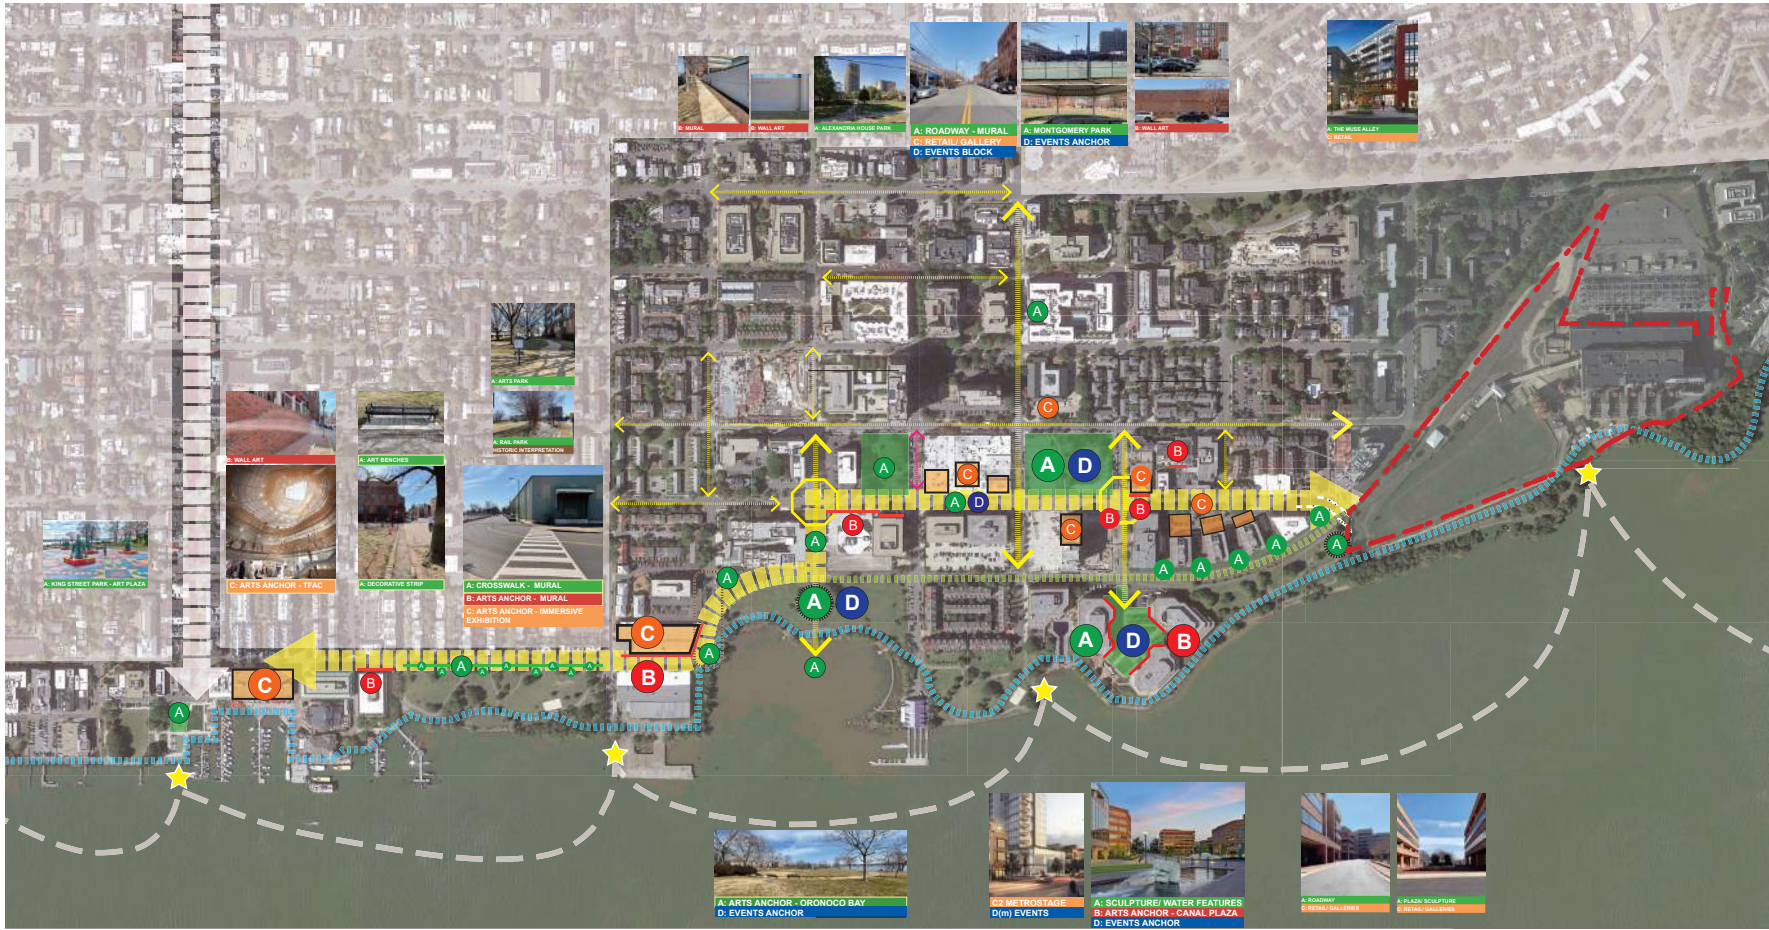 B: MURAL
B: WALL ART
A: ALEXANDRIA HOUSE PARK
A: ROADWAY - MURAL
C: RETAIL/ GALLERY
D: EVENTS BLOCK
A: MONTGOMERY PARK
D: EVENTS ANCHOR
B: WALL ART
A: THE MUSE ALLEY
C: RETAIL
A: ARTS PARK
A: RAIL PARK
HISTORIC INTERPRETATION
B: WALL ART
A: ART BENCHES
A: KING STREET PARK - ART PLAZA
C: ARTS ANCHOR - TFAC
A: DECORATIVE STRIP
A: CROSSWALK - MURAL
B: ARTS ANCHOR - MURAL
C: ARTS ANCHOR - IMMERSIVE
EXHIBITION
A
C
A
A D
C
B
C
A D
C
B
B
B
C
C
A
A
A
A
A
A
A
A
A D
C
B
A
A
A D B
C
B
A
A
A
A
A
A
A
A
A
A: ARTS ANCHOR - ORONOCO BAY
D: EVENTS ANCHOR
C2 METROSTAGE
D(m) EVENTS
A: SCULPTURE/ WATER FEATURES
B: ARTS ANCHOR - CANAL PLAZA
D: EVENTS ANCHOR
A: ROADWAY
C: RETAIL/ GALLERIES
A: PLAZA/ SCULPTURE
C: RETAIL/ GALLERIES